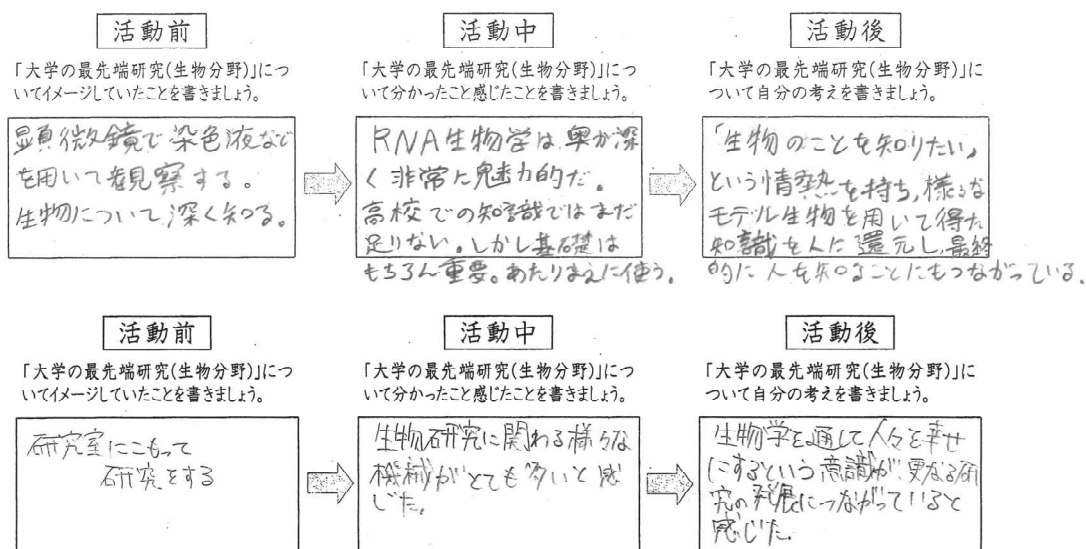 活動前
「大学の最先端研究(生物分野)」につ
いてイメージしていたことを書きましょう。
顕微鏡で染色液など
を用いて観察する。
生物について深く知る。
活動中
「大学の最先端研究(生物分野)」につ
いて分かったこと感じたことを書きましょう。
RNA生物学は、奥が深
く非常に魅力的だ。
高校での知識ではまだ
足りない。しかし基礎は
もちろん重要。あたりまえに使う。
活動後
「大学の最先端研究(生物分野)」に
ついて自分の考えを書きましょう。
「生物のことを知りたい」
という情熱を持ち、様々な
モデル生物を用いて得た
知識を人に還元し、最終
的に人を知ることにもつながっている。
活動前
「大学の最先端研究(生物分野)」につ
いてイメージしていたことを書きましょう。
研究室にこもって
研究をする
活動中
「大学の最先端研究(生物分野)」につ
いて分かったこと感じたことを書きましょう。
生物研究に関わる様々な
機械がとても多いと感
じた。
活動後
「大学の最先端研究(生物分野)」に
ついて自分の考えを書きましょう。
生物学を通して人々を幸せ
にするという意識が、更なる研
究の発展につながっていると
感じた。